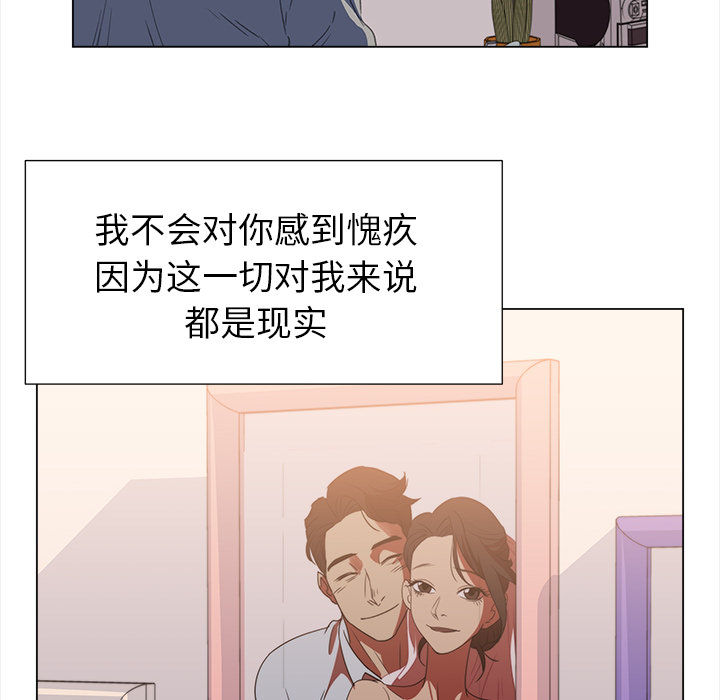 我不会对你感到愧疚
因为这一切对我来说
都是现实